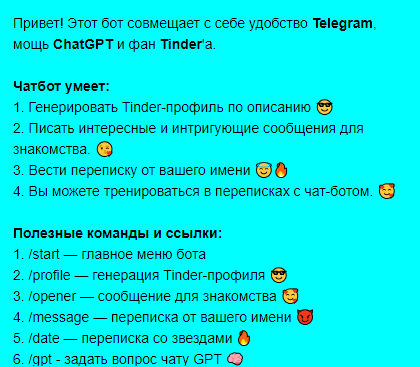 Привет! Этот бот совмещает с себе удобство Telegram,
мощь ChatGPT и фан Tinder'a.
Чатбот умеет:
1. Генерировать Tinder-профиль по описанию 😎
2. Писать интересные и интригующие сообщения для
знакомства. 😘
3. Вести переписку от вашего имени 😇🔥
4. Вы можете тренироваться в переписках с чат-ботом. 🥰
Полезные команды и ссылки:
1. /start — главное меню бота
2. /profile — генерация Tinder-профиля 😎
3. /opener — сообщение для знакомства 🥰
4. /message — переписка от вашего имени 😈
5. /date — переписка со звездами 🔥
6. /gpt - задать вопрос чату GPT 🧠